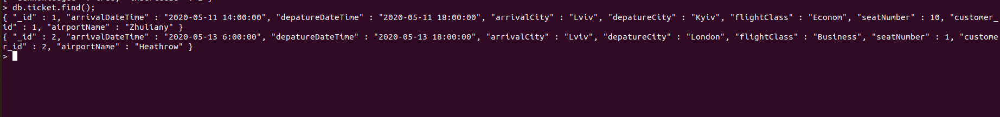 > db.ticket.find();
{ "_id" : 1, "arrivalDateTime" : "2020-05-11 14:00:00", "depatureDateTime" : "2020-05-11 18:00:00", "arrivalCity" : "Lviv", "depatureCity" : "Kyiv", "flightClass" : "Econom", "seatNumber" : 10, "customer_
id" : 1, "airportName" : "Zhuliany" }
{ "_id" : 2, "arrivalDateTime" : "2020-05-13 6:00:00", "depatureDateTime" : "2020-05-13 18:00:00", "arrivalCity" : "Lviv", "depatureCity" : "London", "flightClass" : "Business", "seatNumber" : 1, "custome
r_id" : 2, "airportName" : "Heathrow" }
>